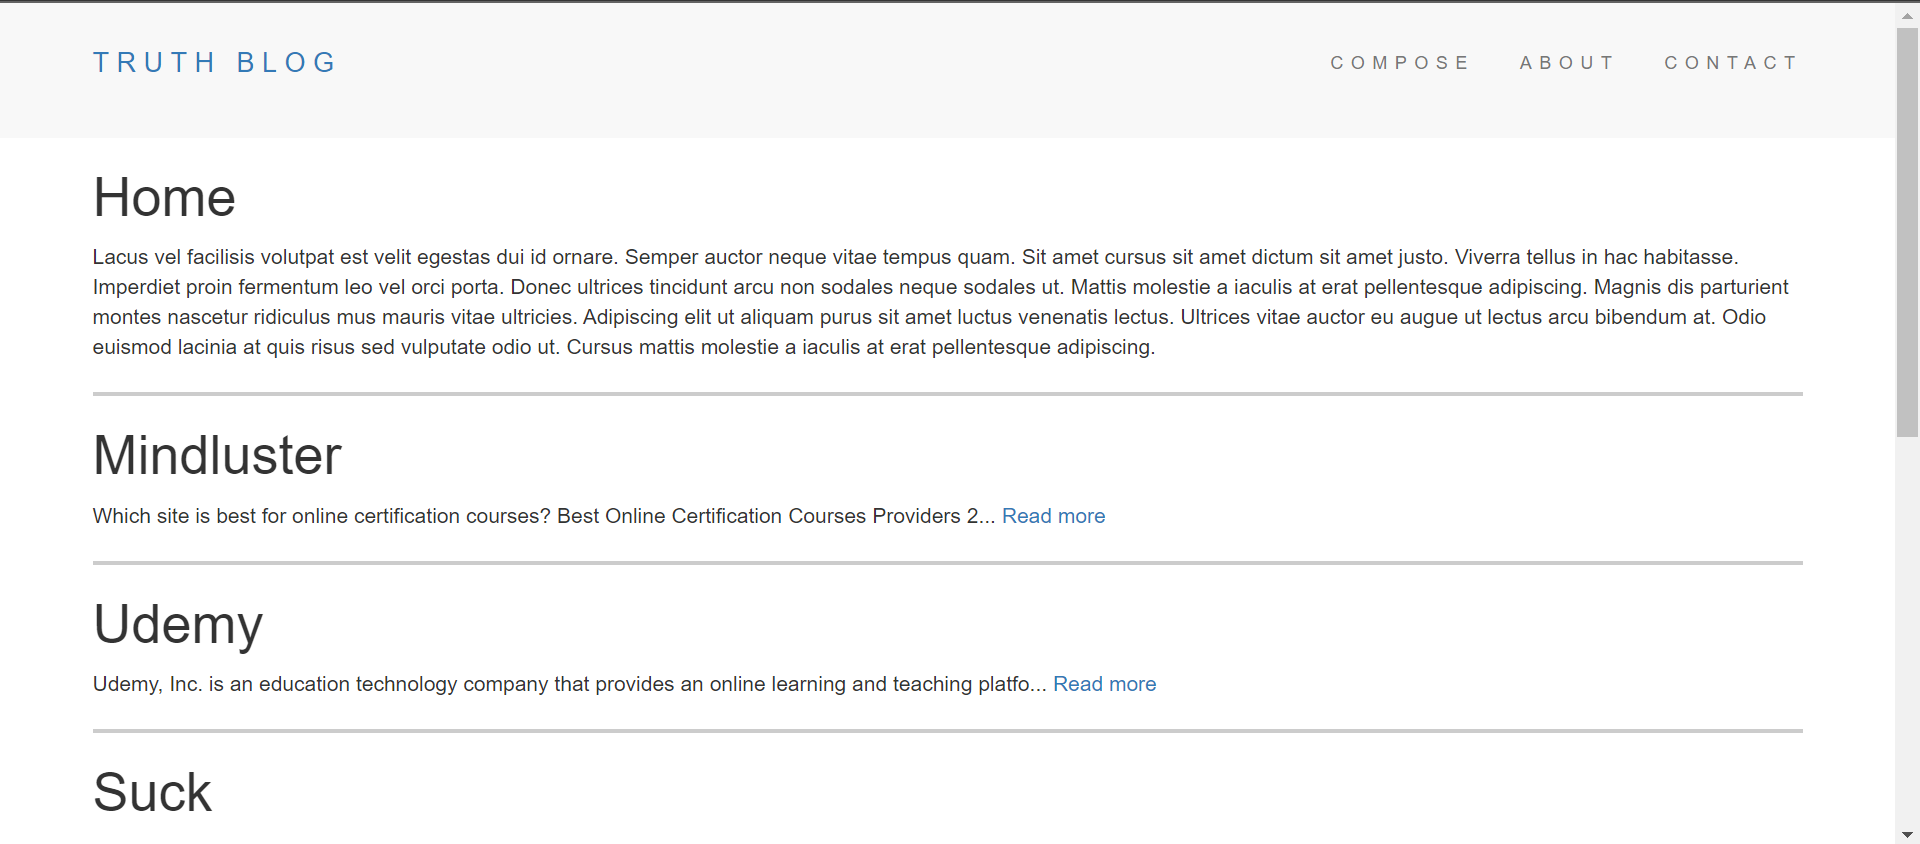 TRUTH BLOG
COMPOSE ABOUT CONTACT
Home
Lacus vel facilisis volutpat est velit egestas dui id ornare. Semper auctor neque vitae tempus quam. Sit amet cursus sit amet dictum sit amet justo. Viverra tellus in hac habitasse.
Imperdiet proin fermentum leo vel orci porta. Donec ultrices tincidunt arcu non sodales neque sodales ut. Mattis molestie a iaculis at erat pellentesque adipiscing. Magnis dis parturient
montes nascetur ridiculus mus mauris vitae ultricies. Adipiscing elit ut aliquam purus sit amet luctus venenatis lectus. Ultrices vitae auctor eu augue ut lectus arcu bibendum at. Odio
euismod lacinia at quis risus sed vulputate odio ut. Cursus mattis molestie a iaculis at erat pellentesque adipiscing.
Mindluster
Which site is best for online certification courses? Best Online Certification Courses Providers 2... Read more
Udemy
Udemy, Inc. is an education technology company that provides an online learning and teaching platfo... Read more
Suck